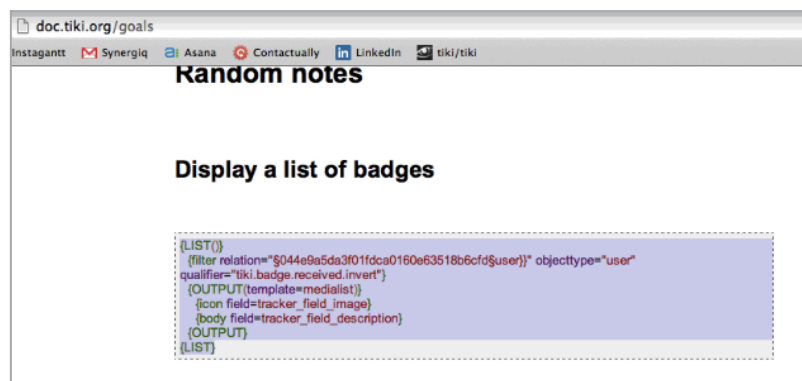 doc.tiki.org/goals
Instagantt Synergiq Asana Contactually LinkedIn tiki/tiki
Random notes
Display a list of badges
{LIST()}
{filter relation="§044e9a5da3f01fdca0160e63518b6cfd§user}}" objecttype="user"
qualifier="tiki.badge.received.invert"}
{OUTPUT(template=medialist)}
{icon field=tracker_field_image}
{body field=tracker_field_description}
{OUTPUT}
{LIST}